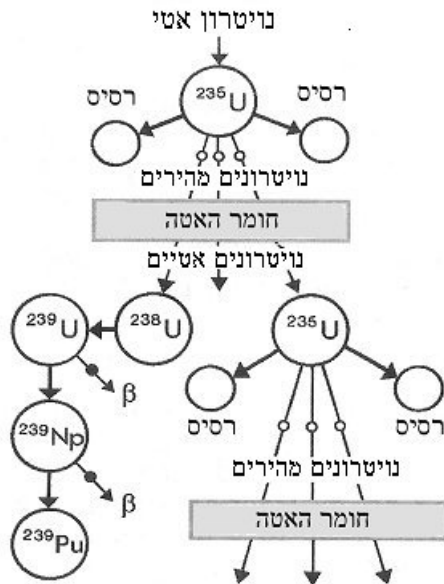 נויטרון אטי
רסיס
²³⁵U
רסיס
נויטרונים מהירים
חומר האטה
נויטרונים אטיים
²³⁹U
²³⁸U
²³⁵U
β
רסיס
רסיס
²³⁹Np
נויטרונים מהירים
β
חומר האטה
²³⁹Pu